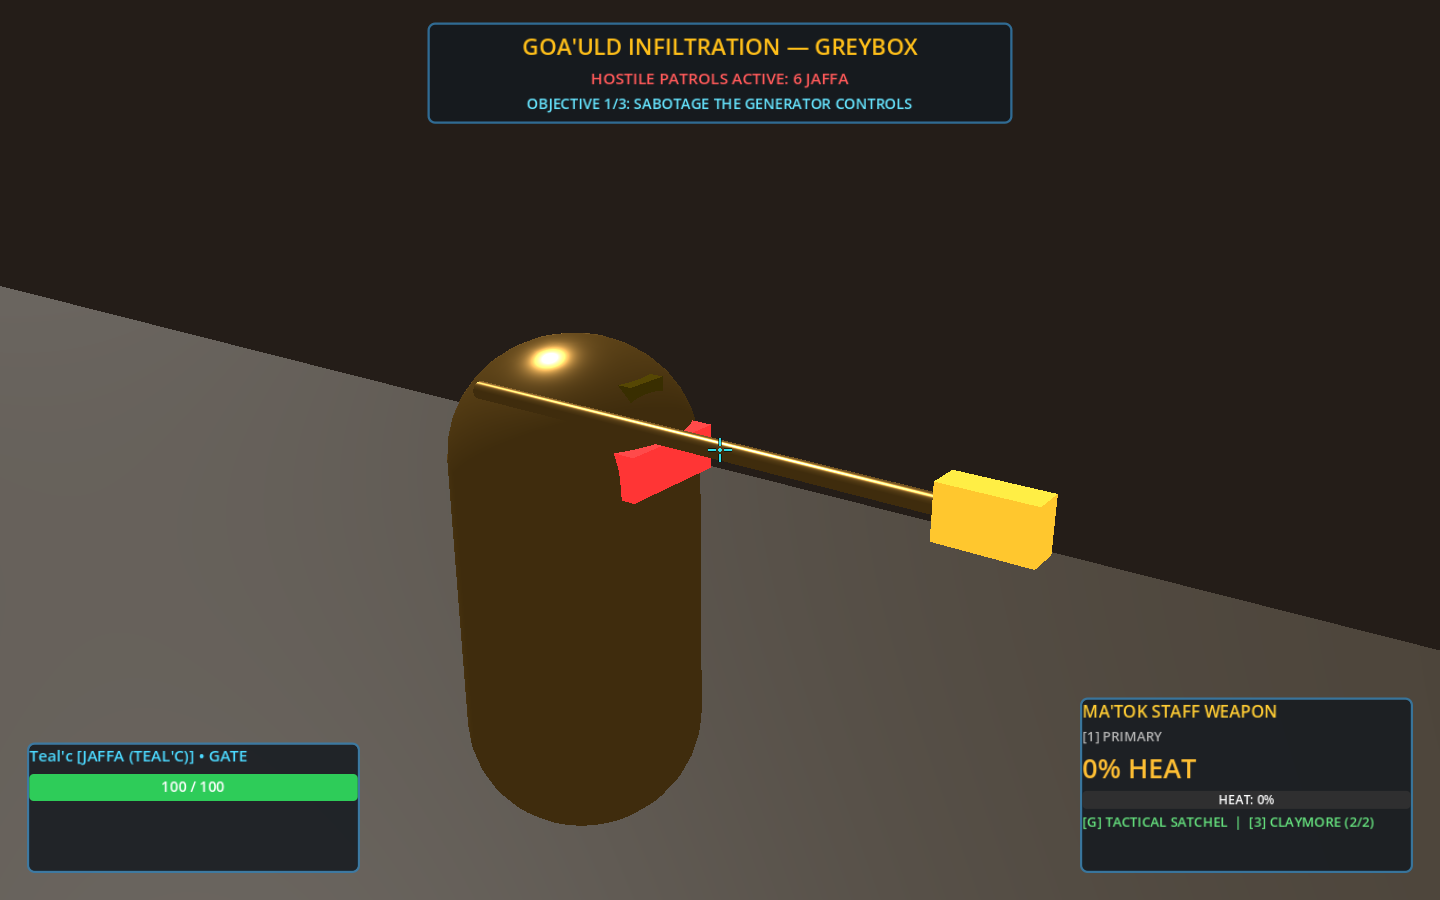 GOA'ULD INFILTRATION — GREYBOX
HOSTILE PATROLS ACTIVE: 6 JAFFA
OBJECTIVE 1/3: SABOTAGE THE GENERATOR CONTROLS
Teal'c [JAFFA (TEAL'C)] • GATE
100 / 100
MA'TOK STAFF WEAPON
[1] PRIMARY
0% HEAT
HEAT: 0%
[G] TACTICAL SATCHEL | [3] CLAYMORE (2/2)